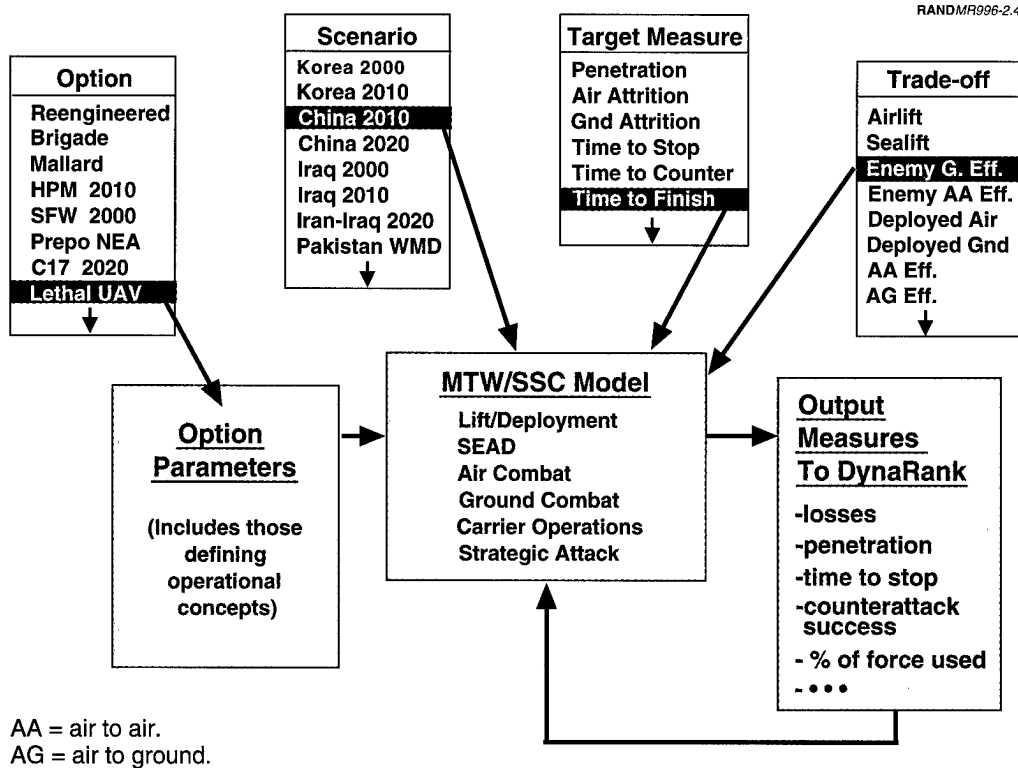 RANDMR996-2.4
Option
Reengineered
Brigade
Mallard
HPM 2010
SFW 2000
Prepo NEA
C17 2020
Lethal UAV
Scenario
Korea 2000
Korea 2010
China 2010
China 2020
Iraq 2000
Iraq 2010
Iran-Iraq 2020
Pakistan WMD
Target Measure
Penetration
Air Attrition
Gnd Attrition
Time to Stop
Time to Counter
Time to Finish
Trade-off
Airlift
Sealift
Enemy G. Eff.
Enemy AA Eff.
Deployed Air
Deployed Gnd
AA Eff.
AG Eff.
Option
Parameters
(Includes those
defining
operational
concepts)
MTW/SSC Model
Lift/Deployment
SEAD
Air Combat
Ground Combat
Carrier Operations
Strategic Attack
Output
Measures
To DynaRank
-losses
-penetration
-time to stop
-counterattack
success
- % of force used
- •••
AA = air to air.
AG = air to ground.